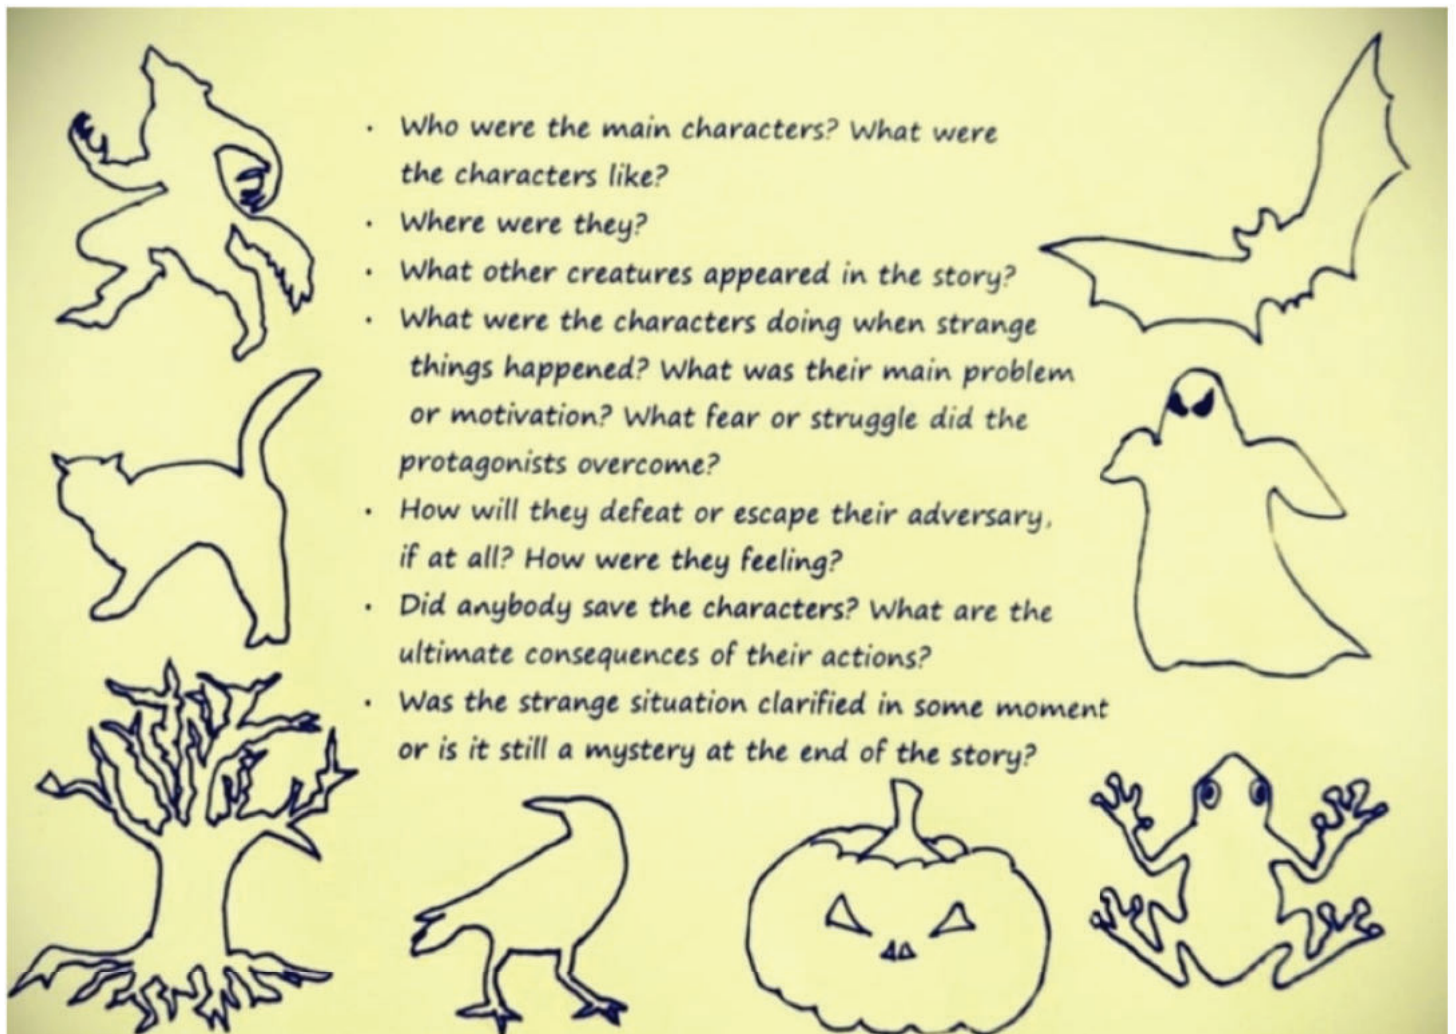 · Who were the main characters? What were
the characters like?
· Where were they?
· What other creatures appeared in the story?
· What were the characters doing when strange
things happened? What was their main problem
or motivation? What fear or struggle did the
protagonists overcome?
· How will they defeat or escape their adversary,
if at all? How were they feeling?
· Did anybody save the characters? What are the
ultimate consequences of their actions?
· Was the strange situation clarified in some moment
or is it still a mystery at the end of the story?